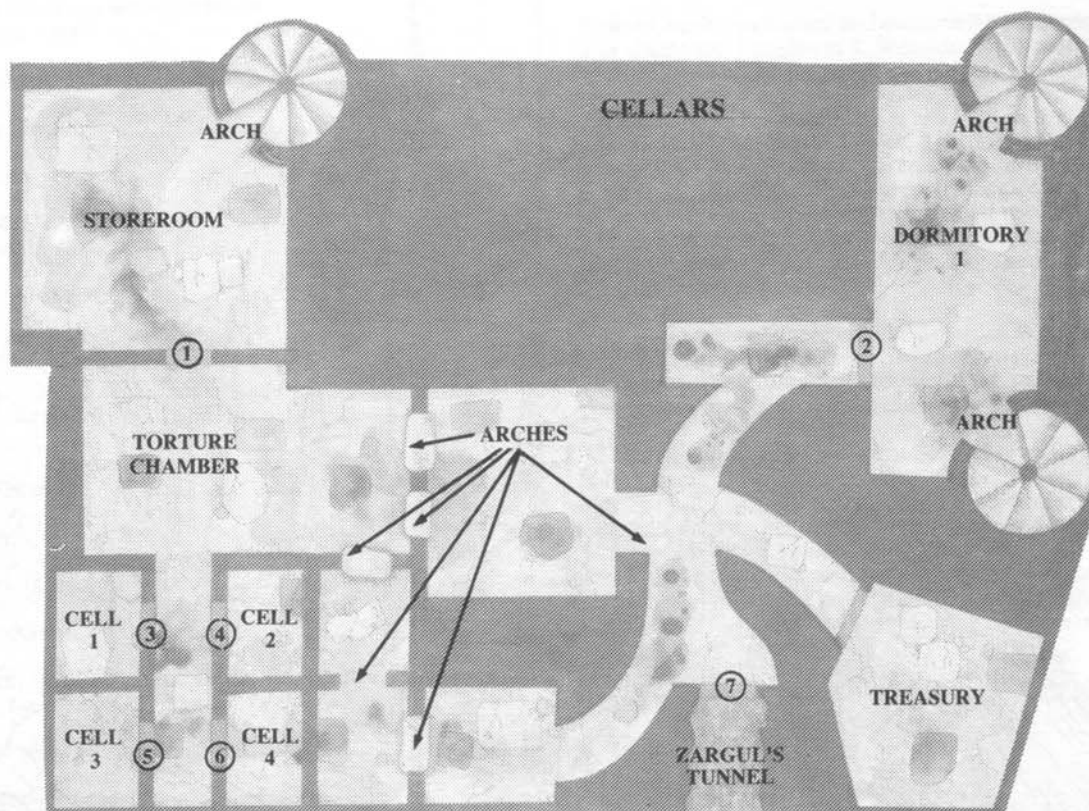 CELLARS
ARCH
ARCH
STOREROOM
DORMITORY
1
1
2
ARCH
ARCHES
TORTURE
CHAMBER
CELL
1
3
4
CELL
2
CELL
3
5
6
CELL
4
7
TREASURY
ZARGUL'S
TUNNEL